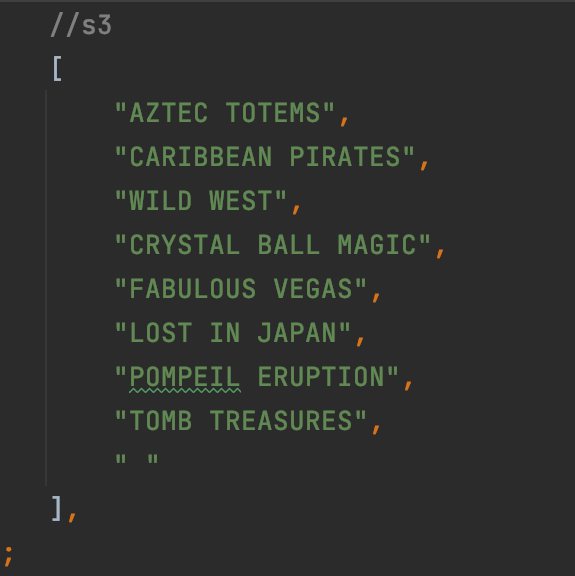 //s3
[
"AZTEC TOTEMS",
"CARIBBEAN PIRATES",
"WILD WEST",
"CRYSTAL BALL MAGIC",
"FABULOUS VEGAS",
"LOST IN JAPAN",
"POMPEIL ERUPTION",
"TOMB TREASURES",
" "
],
;